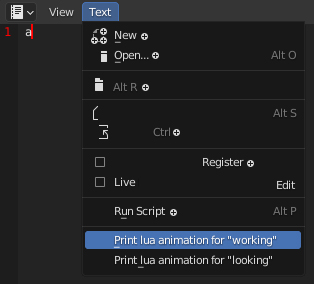 View Text
1 a
New
Open... Alt O
Alt R
Alt S
Ctrl
Register
Live Edit
Run Script Alt P
Print lua animation for "working"
Print lua animation for "looking"